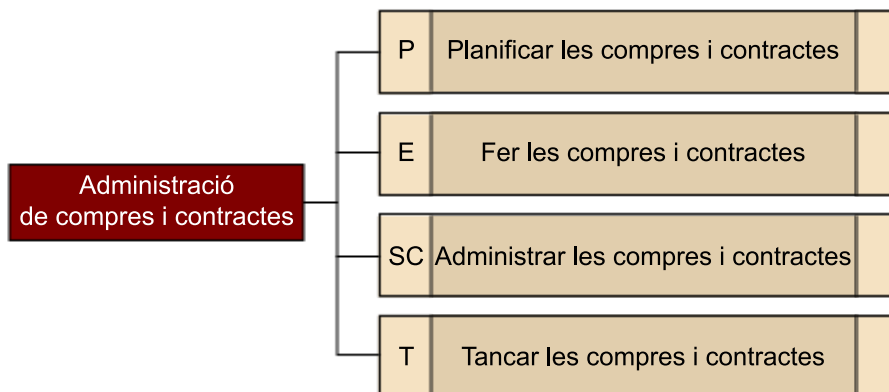 P
Planificar les compres i contractes
E
Fer les compres i contractes
Administració
de compres i contractes
SC
Administrar les compres i contractes
T
Tancar les compres i contractes